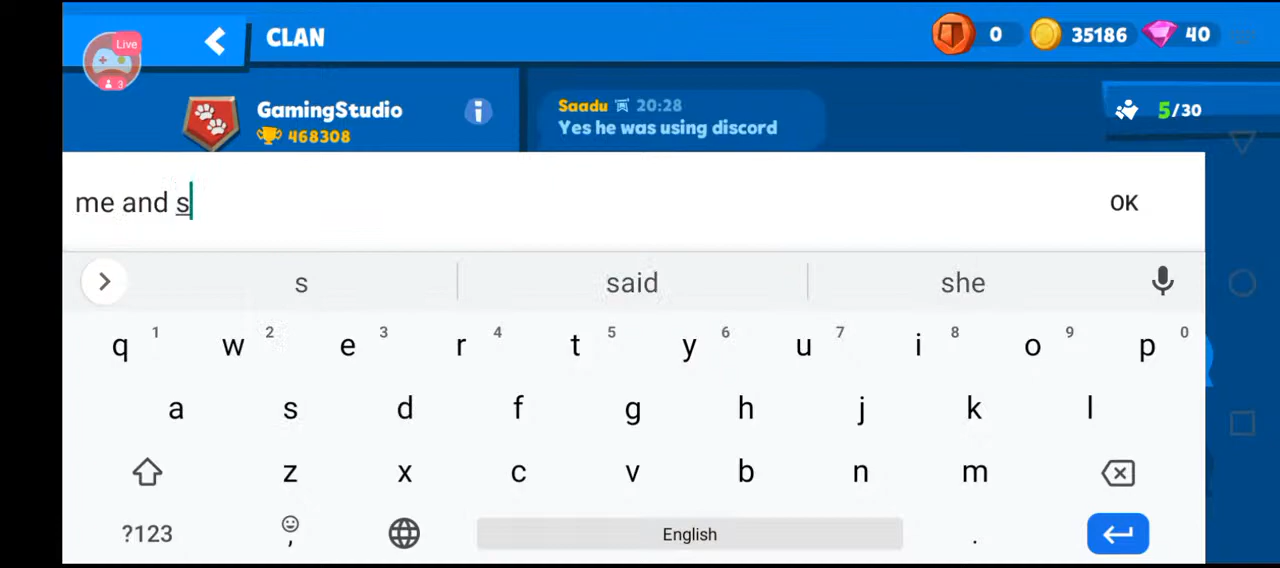 Live
3
CLAN
0
35186
40
GamingStudio
i
468308
Saadu 20:28
Yes he was using discord
5/30
me and s
OK
s said she
1 2 3 4 5 6 7 8 9 0
q w e r t y u i o p
a s d f g h j k l
z x c v b n m
?123 , English .